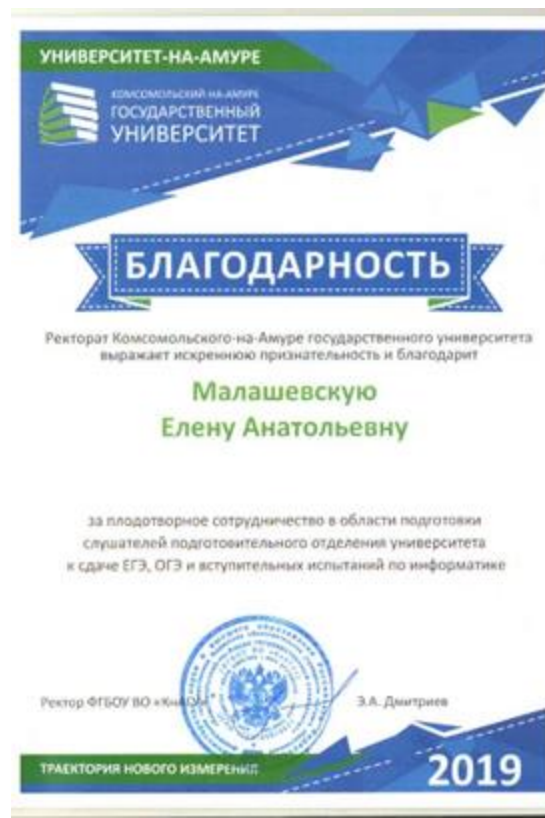 УНИВЕРСИТЕТ-НА-АМУРЕ
КОМСОМОЛЬСКИЙ-НА-АМУРЕ
ГОСУДАРСТВЕННЫЙ
УНИВЕРСИТЕТ
БЛАГОДАРНОСТЬ
Ректорат Комсомольского-на-Амуре государственного университета
выражает искреннюю признательность и благодарит
Малашевскую
Елену Анатольевну
за плодотворное сотрудничество в области подготовки
слушателей подготовительного отделения университета
к сдаче ЕГЭ, ОГЭ и вступительных испытаний по информатике
Ректор ФГБОУ ВО «КнАГУ»
Э.А. Дмитриев
ТРАЕКТОРИЯ НОВОГО ИЗМЕРЕНИЯ
2019